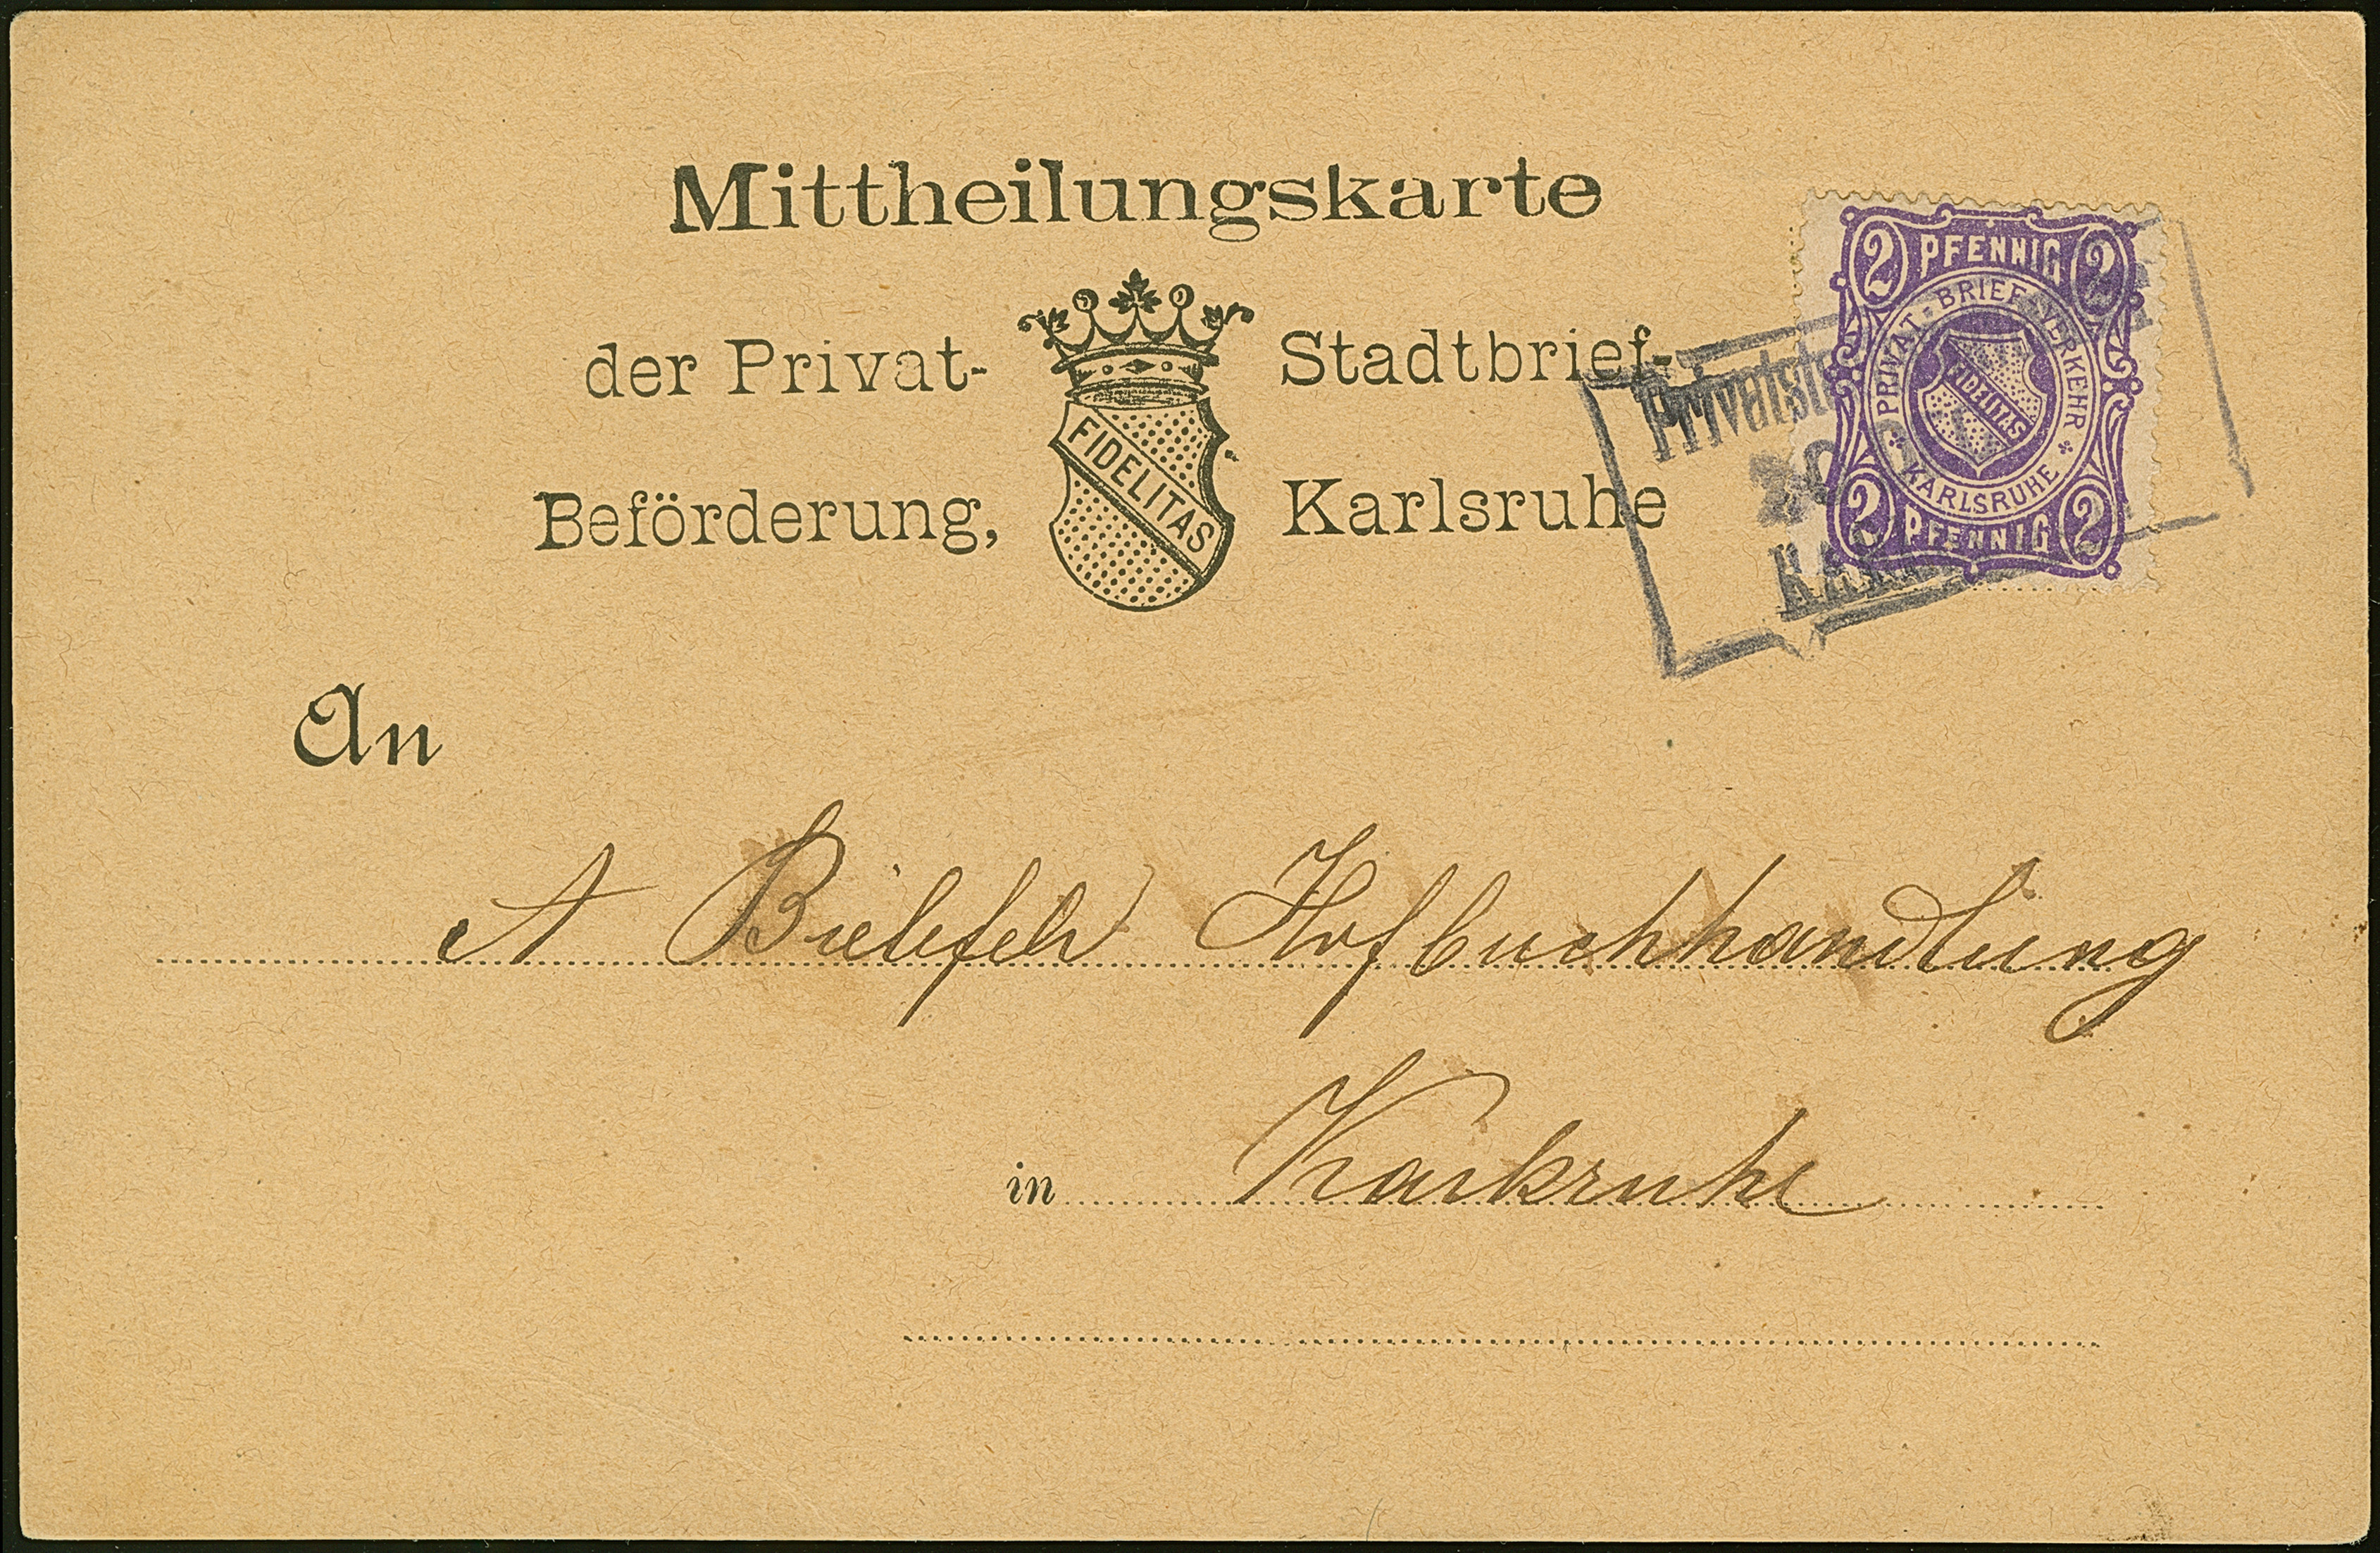 Mittheilungskarte
der Privat- Stadtbrief-
Beförderung, Karlsruhe
FIDELITAS
2 PFENNIG 2
PRIVAT-BRIEF-VERKEHR
FIDELITAS
KARLSRUHE
2 PFENNIG 2
An
A Bielefeld Hofbuchhandlung
in Karlsruhe